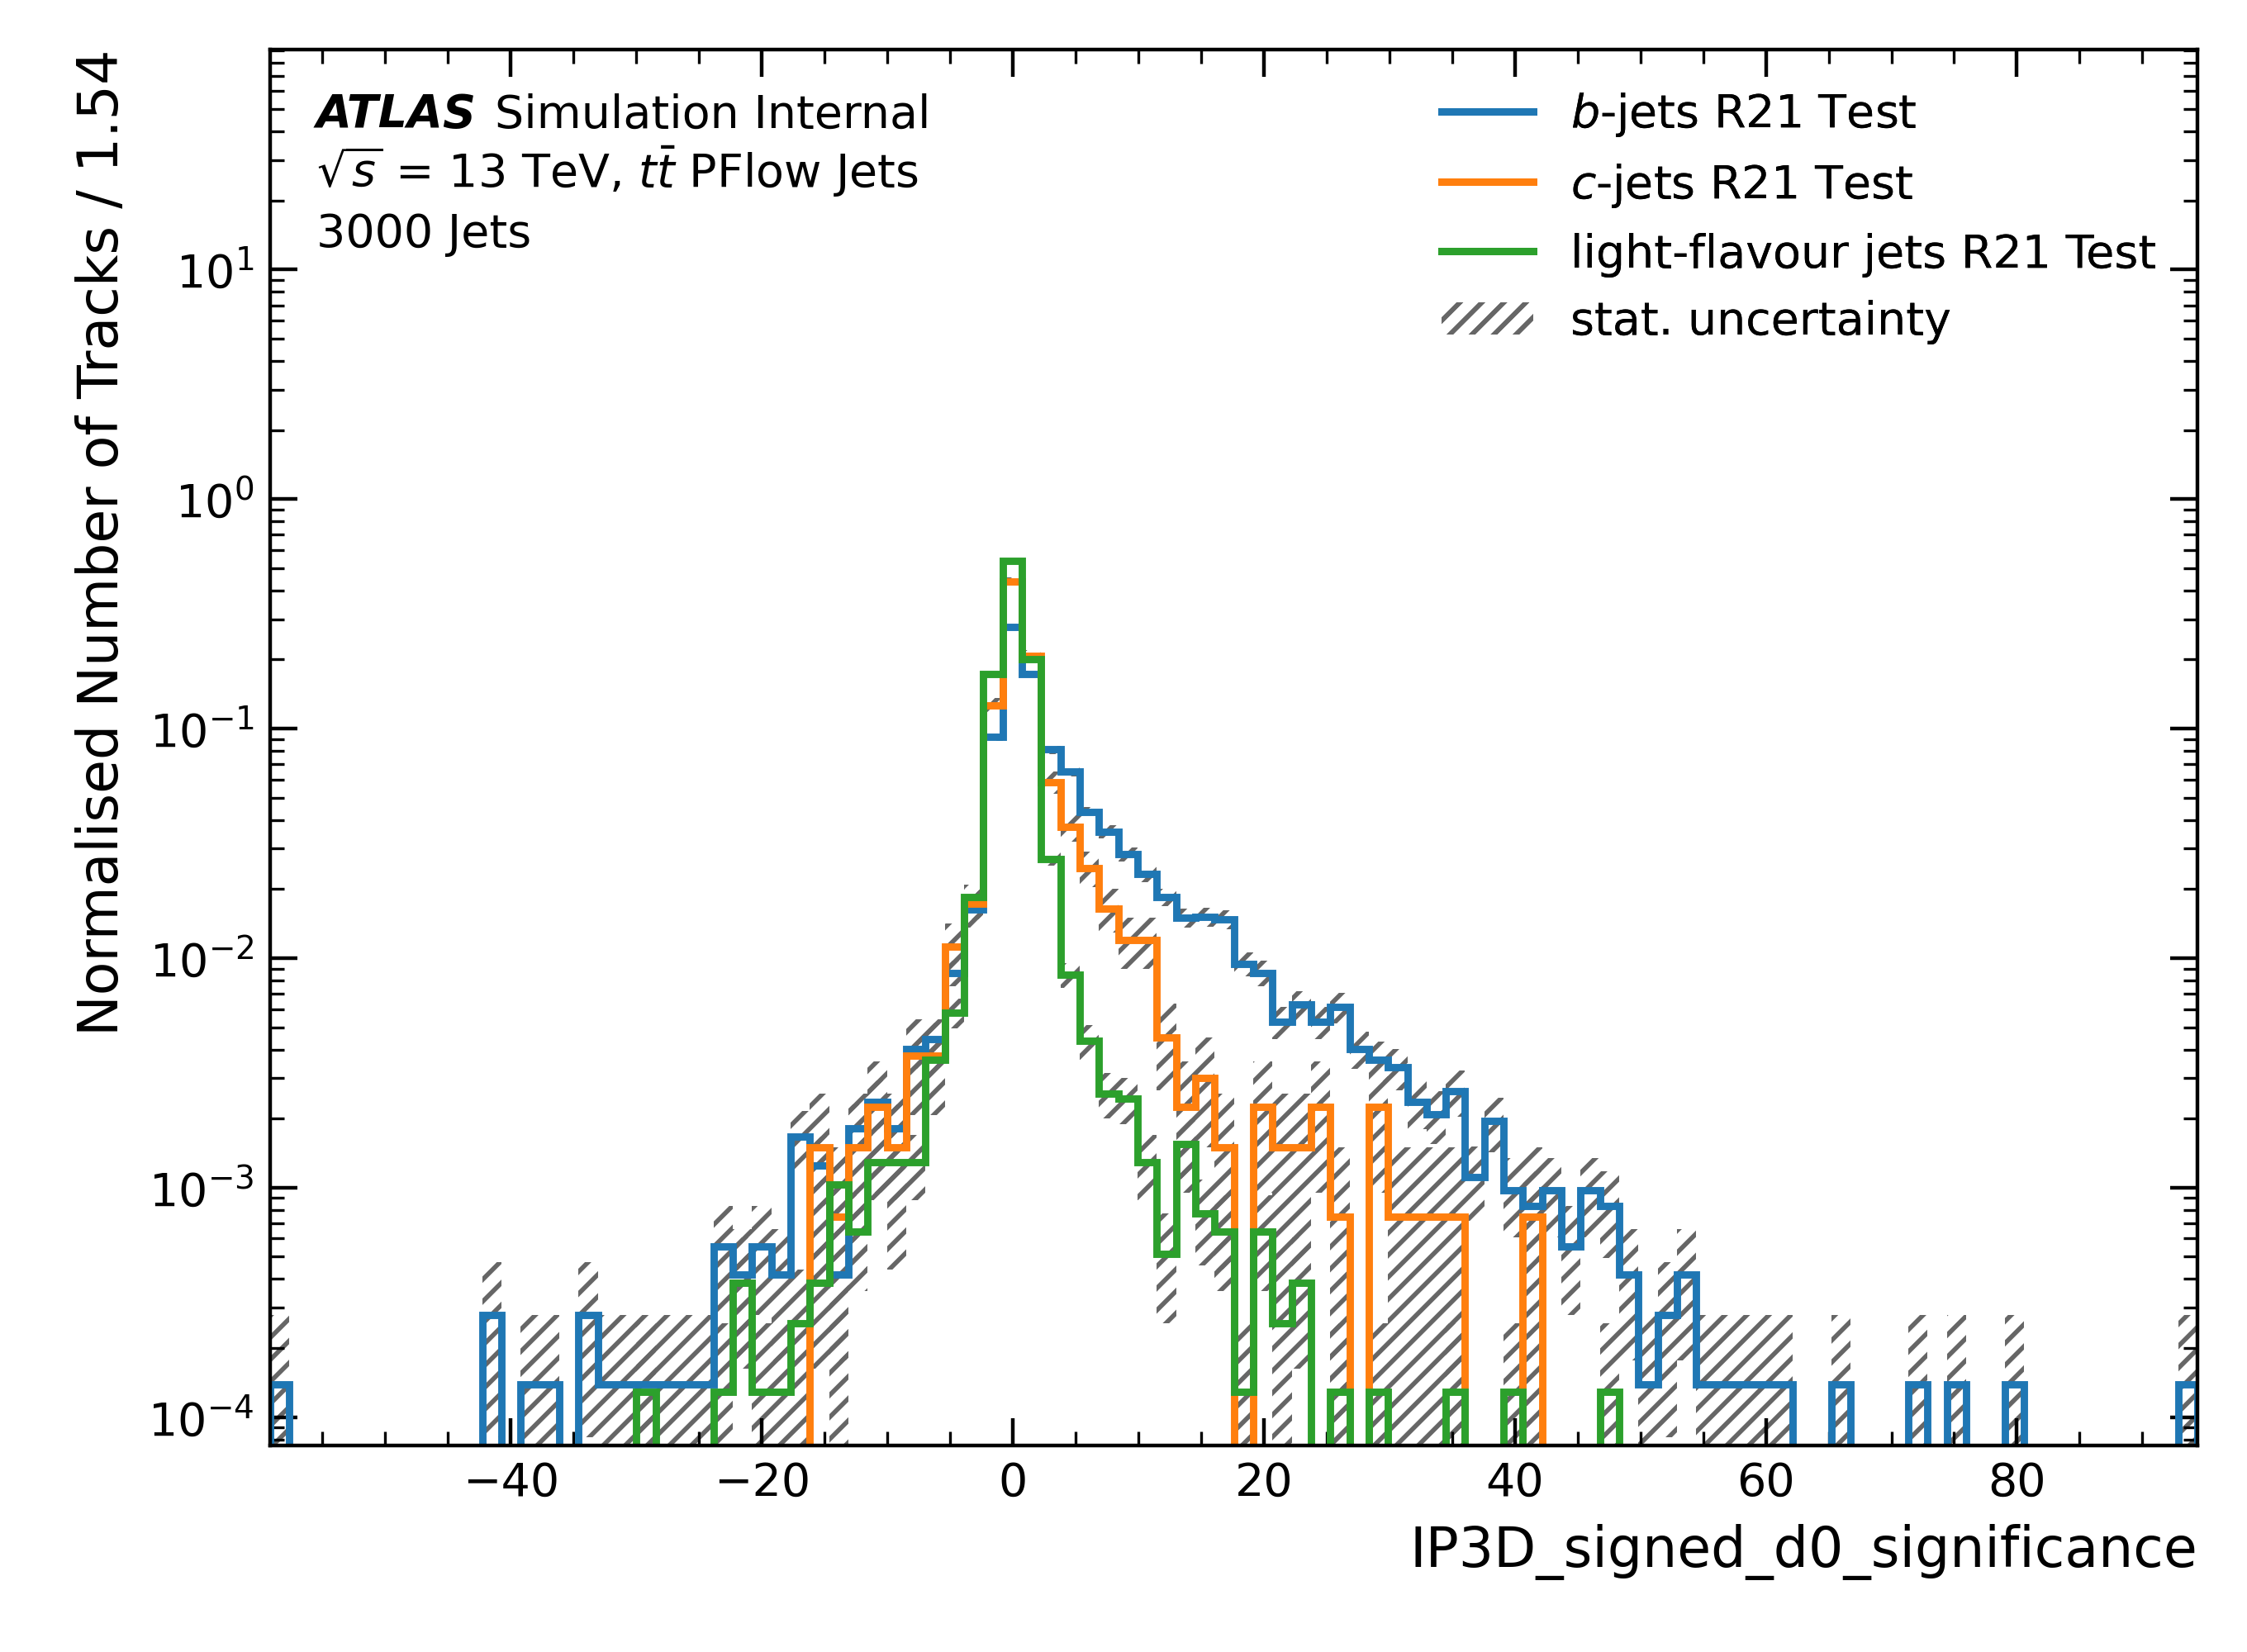 Normalised Number of Tracks / 1.54
ATLAS Simulation Internal
√s = 13 TeV, tt̄ PFlow Jets
3000 Jets
b-jets R21 Test
c-jets R21 Test
light-flavour jets R21 Test
stat. uncertainty
10¹
10⁰
10⁻¹
10⁻²
10⁻³
10⁻⁴
−40 −20 0 20 40 60 80
IP3D_signed_d0_significance